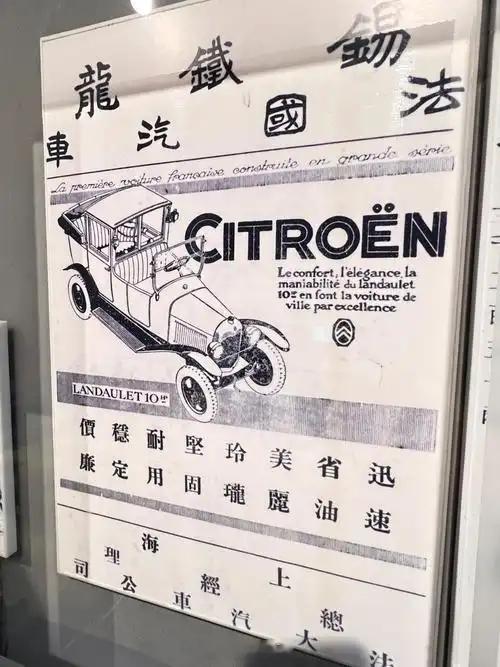 錫鐵龍
法國汽車
La première voiture française construite en grande série
CITROËN
Le confort, l'élégance, la
maniabilité du landaulet
10HP en font la voiture de
ville par excellence
LANDAULET 10 HP
迅速
省油
美麗
玲瓏
堅固
耐用
穩定
價廉
上海
總經理
法大汽車公司